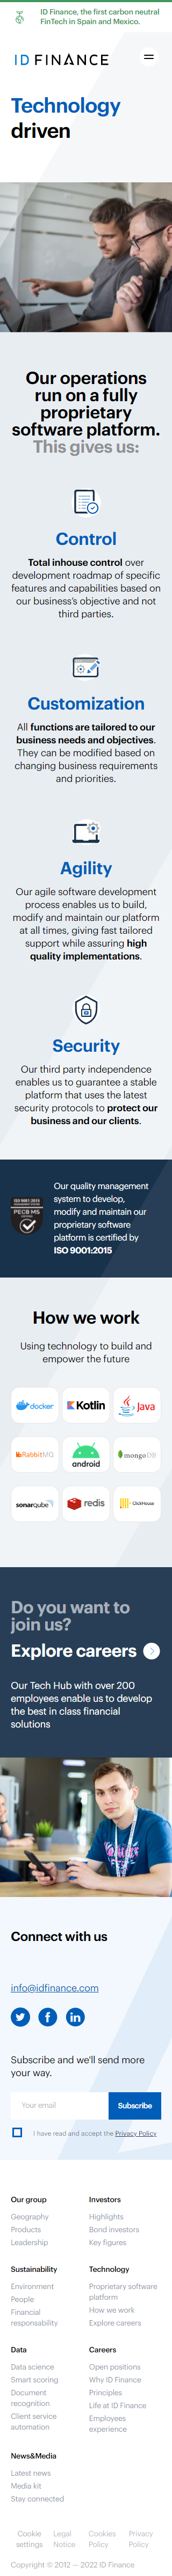 ID Finance, the first carbon neutral
FinTech in Spain and Mexico.
ID FINANCE
Technology
driven
Our operations
run on a fully
proprietary
software platform.
This gives us:
Control
Total inhouse control over
development roadmap of specific
features and capabilities based on
our business's objective and not
third parties.
Customization
All functions are tailored to our
business needs and objectives.
They can be modified based on
changing business requirements
and priorities.
Agility
Our agile software development
process enables us to build,
modify and maintain our platform
at all times, giving fast tailored
support while assuring high
quality implementations.
Security
Our third party independence
enables us to guarantee a stable
platform that uses the latest
security protocols to protect our
business and our clients.
ISO 9001:2015
PECB MS
Our quality management
system to develop,
modify and maintain our
proprietary software
platform is certified by
ISO 9001:2015
How we work
Using technology to build and
empower the future
docker
Kotlin
Java
RabbitMQ
android
mongoDB
sonarqube
redis
ClickHouse
Do you want to
join us?
Explore careers
Our Tech Hub with over 200
employees enable us to develop
the best in class financial
solutions
Connect with us
info@idfinance.com
Subscribe and we'll send more
your way.
Your email
Subscribe
I have read and accept the Privacy Policy
Our group
Geography
Products
Leadership
Investors
Highlights
Bond investors
Key figures
Sustainability
Environment
People
Financial
responsability
Technology
Proprietary software
platform
How we work
Explore careers
Data
Data science
Smart scoring
Document
recognition
Client service
automation
Careers
Open positions
Why ID Finance
Principles
Life at ID Finance
Employees
experience
News&Media
Latest news
Media kit
Stay connected
Cookie
settings
Legal
Notice
Cookies
Policy
Privacy
Policy
Copyright © 2012 — 2022 ID Finance